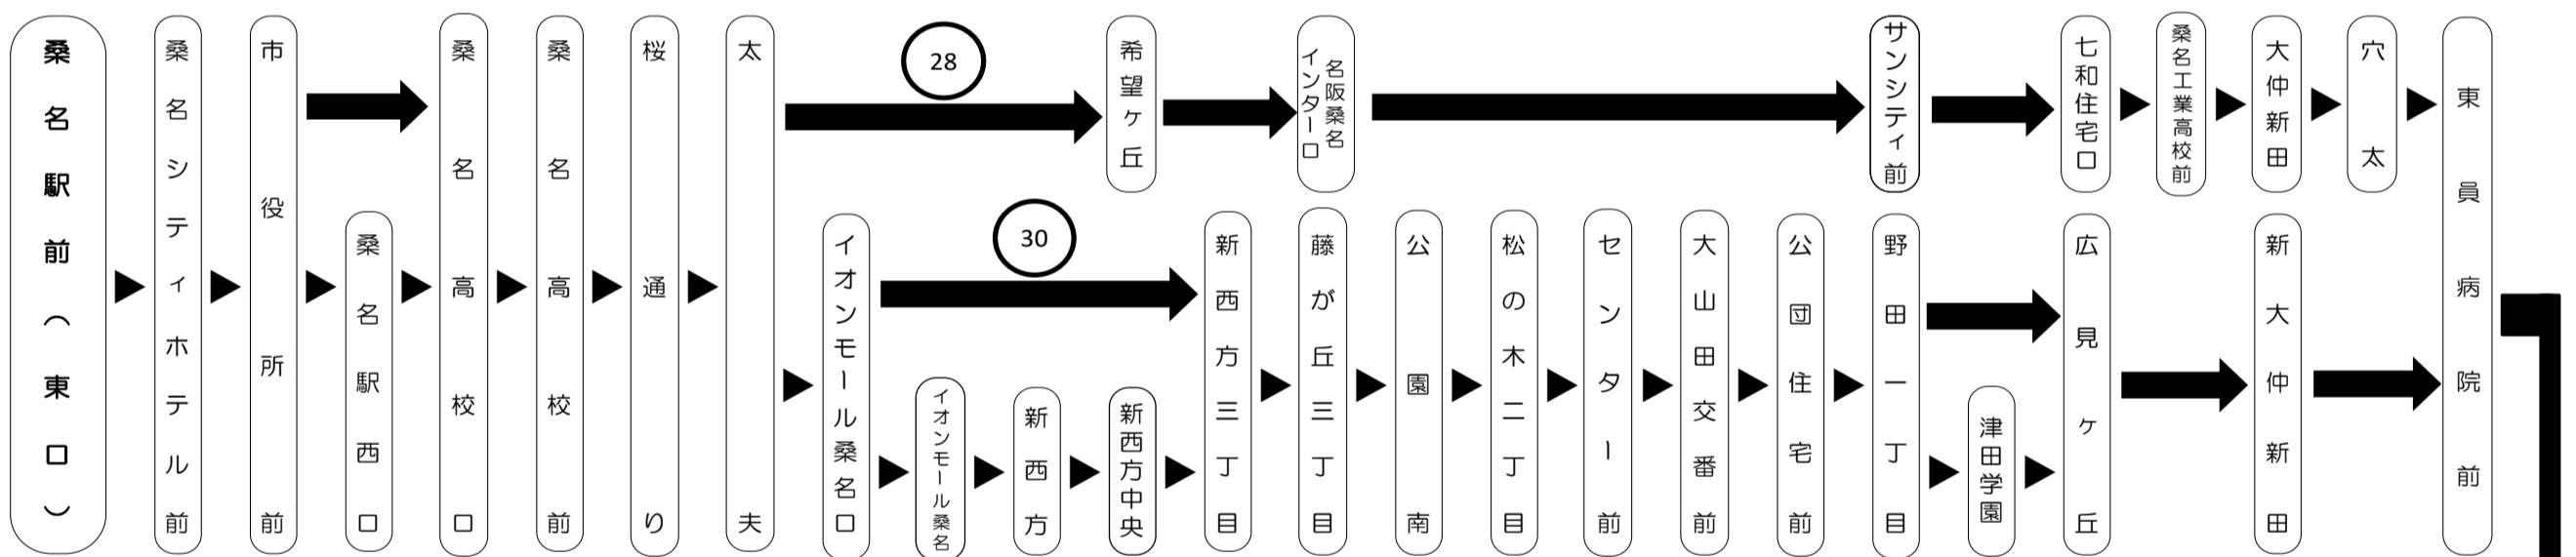 桑名駅前（東口）
桑名シティホテル前
市役所前
桑名駅西口
桑名高校口
桑名高校前
桜通り
太夫
28
希望ヶ丘
名阪桑名
インター口
サンシティ前
七和住宅口
桑名工業高校前
大仲新田
穴太
東員病院前
イオンモール桑名口
30
イオンモール桑名
新西方
新西方中央
新西方三丁目
藤が丘三丁目
公園南
松の木二丁目
センター前
大山田交番前
公団住宅前
野田一丁目
津田学園
広見ヶ丘
新大仲新田